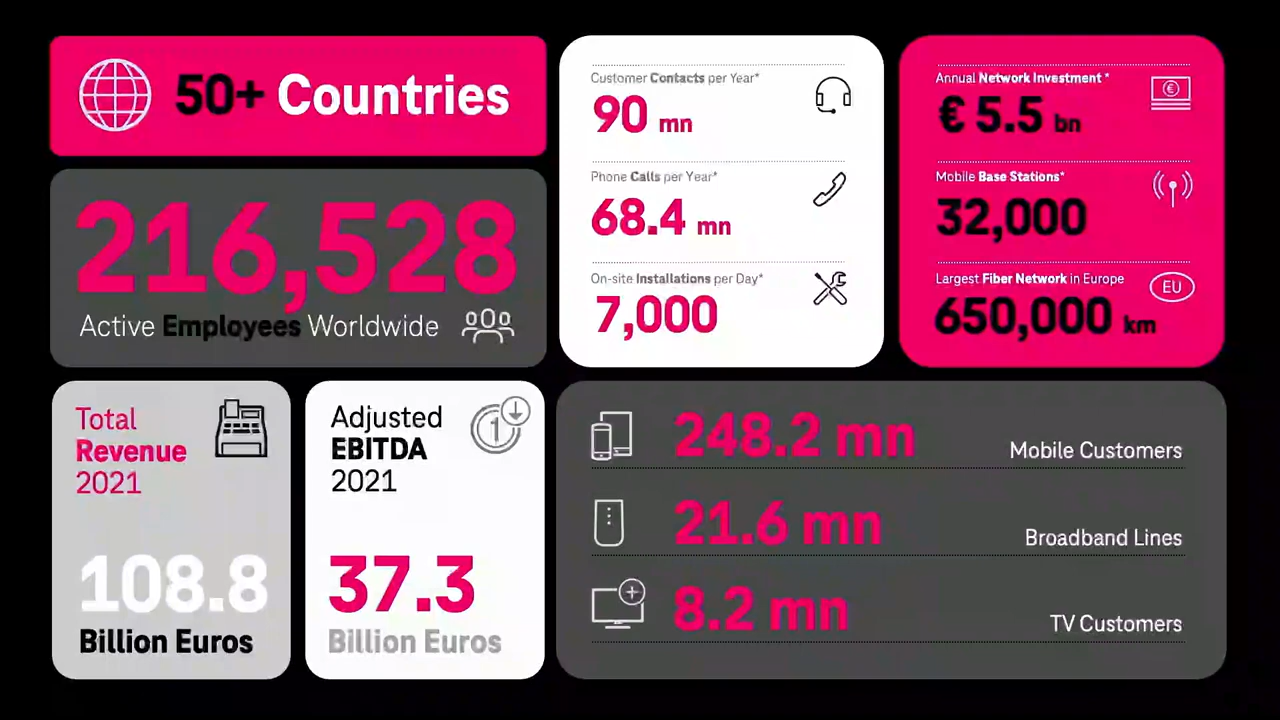 50+ Countries
216,528
Active Employees Worldwide
Customer Contacts per Year*
90 mn
Phone Calls per Year*
68.4 mn
On-site Installations per Day*
7,000
Annual Network Investment *
€
€ 5.5 bn
Mobile Base Stations*
32,000
Largest Fiber Network in Europe
EU
650,000 km
Total
Revenue
2021
108.8
Billion Euros
Adjusted
EBITDA
2021
1
37.3
Billion Euros
248.2 mn Mobile Customers
21.6 mn Broadband Lines
8.2 mn TV Customers